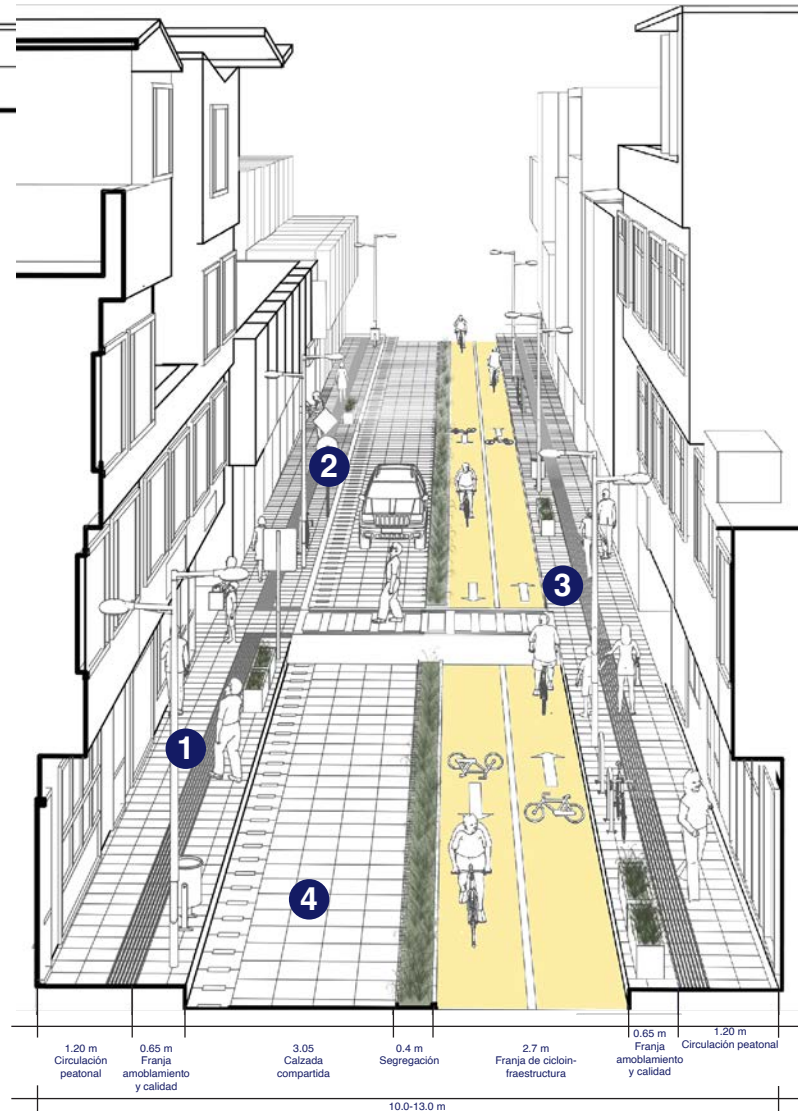 2
3
1
4
1.20 m
Circulación
peatonal
0.65 m
Franja
amoblamiento
y calidad
3.05
Calzada
compartida
0.4 m
Segregación
2.7 m
Franja de cicloin-
fraestructura
0.65 m
Franja
amoblamiento
y calidad
1.20 m
Circulación peatonal
10.0-13.0 m